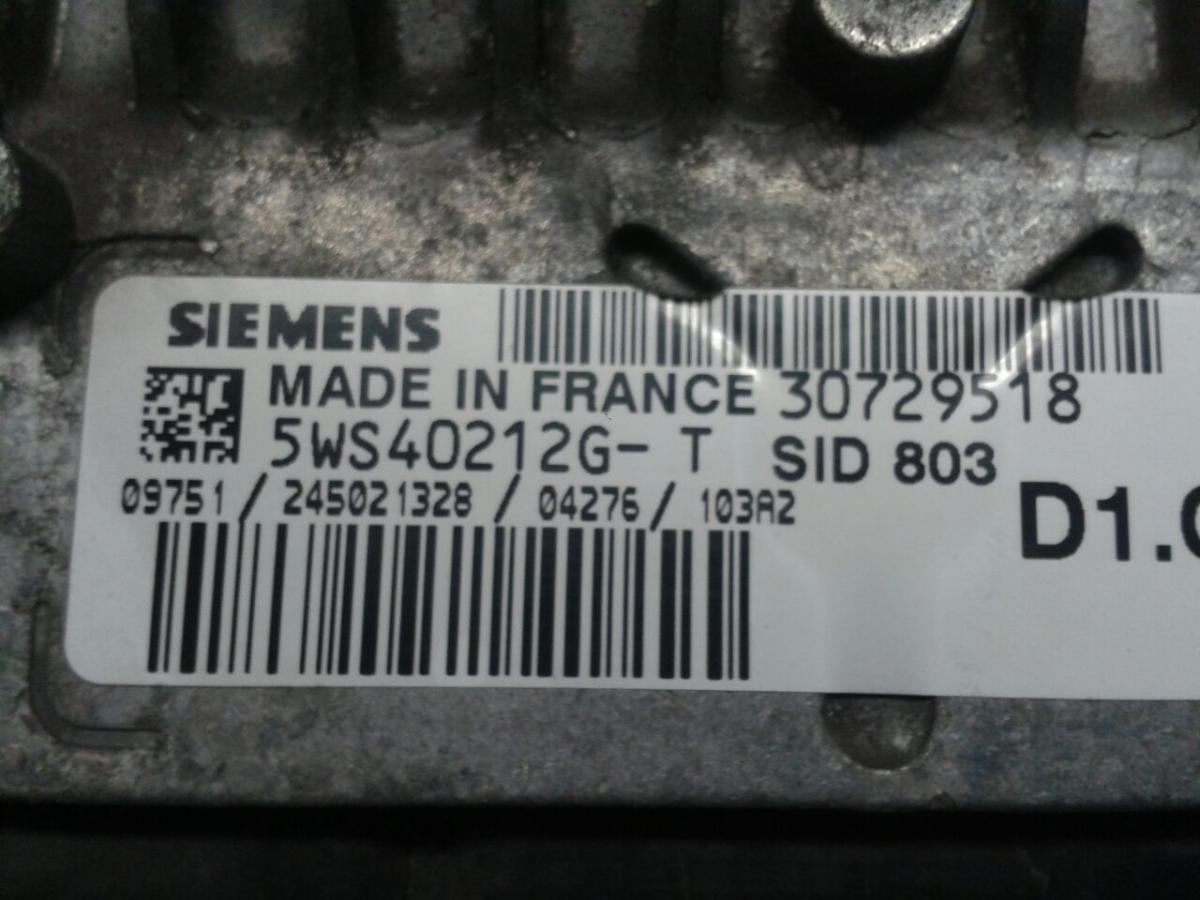 SIEMENS
MADE IN FRANCE 30729518
5WS40212G- T SID 803
09751 / 245021328 / 04276 / 103A2
D1.